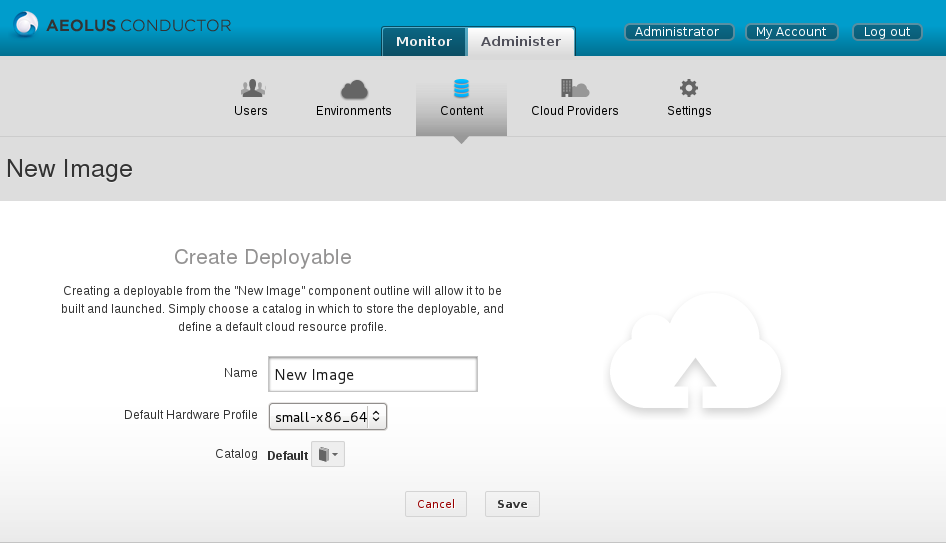 AEOLUS CONDUCTOR
Monitor Administer
Administrator My Account Log out
Users Environments Content Cloud Providers Settings
New Image
Create Deployable
Creating a deployable from the "New Image" component outline will allow it to be
built and launched. Simply choose a catalog in which to store the deployable, and
define a default cloud resource profile.
Name New Image
Default Hardware Profile small-x86_64
Catalog Default
Cancel Save